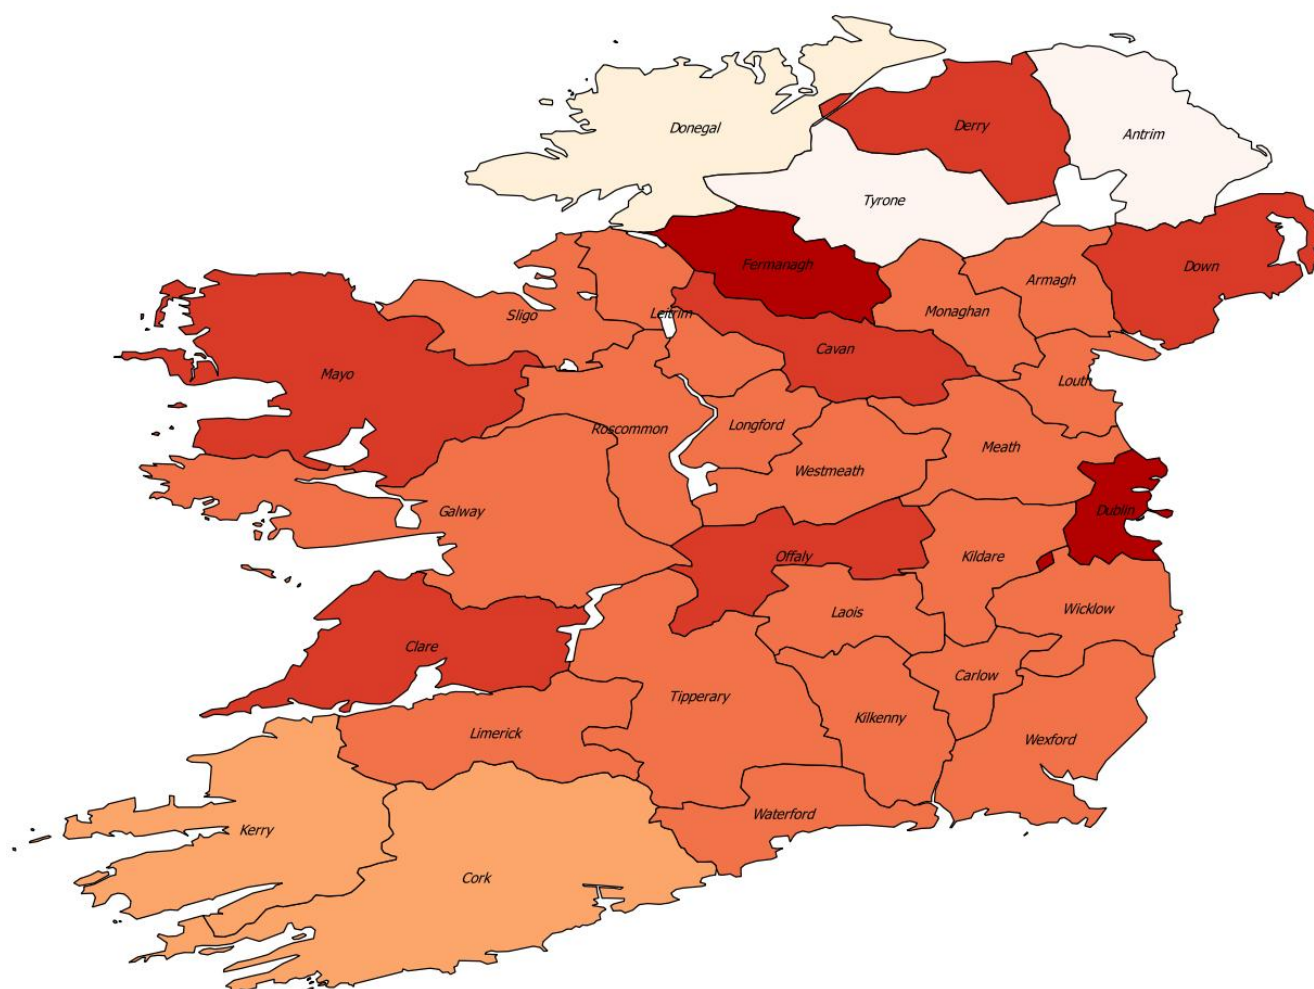 Donegal
Derry
Antrim
Tyrone
Fermanagh
Down
Armagh
Monaghan
Sligo
Leitrim
Cavan
Mayo
Louth
Roscommon
Longford
Meath
Westmeath
Galway
Dublin
Offaly
Kildare
Laois
Wicklow
Clare
Carlow
Tipperary
Kilkenny
Limerick
Wexford
Waterford
Kerry
Cork